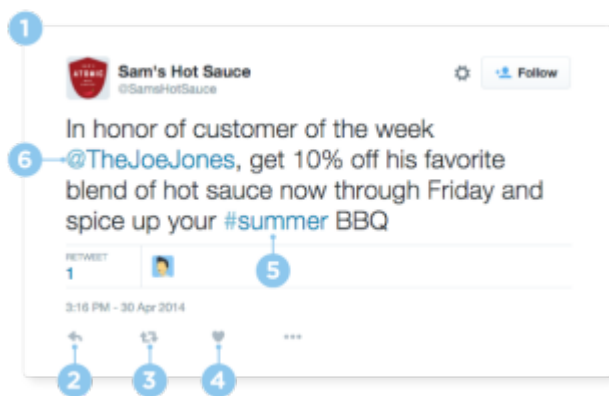 1
ATOMIC
Sam's Hot Sauce
@SamsHotSauce
Follow
In honor of customer of the week
6 @TheJoeJones, get 10% off his favorite
blend of hot sauce now through Friday and
spice up your #summer BBQ
RETWEET
1
5
3:16 PM - 30 Apr 2014
2 3 4